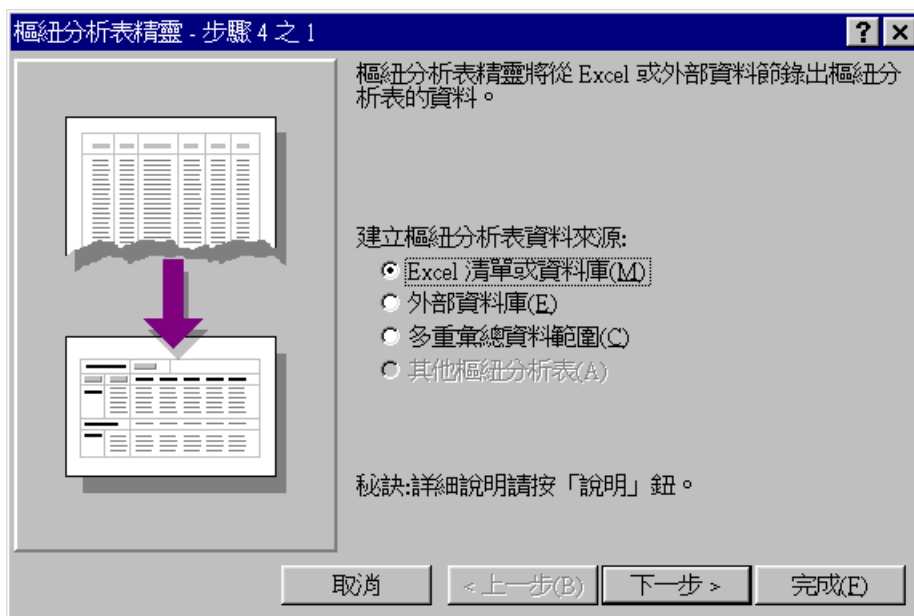 樞紐分析表精靈 - 步驟 4 之 1
樞紐分析表精靈將從 Excel 或外部資料節錄出樞紐分
析表的資料。
建立樞紐分析表資料來源:
Excel 清單或資料庫(M)
外部資料庫(E)
多重彙總資料範圍(C)
其他樞紐分析表(A)
秘訣:詳細說明請按「說明」鈕。
取消
< 上一步(B)
下一步 >
完成(F)